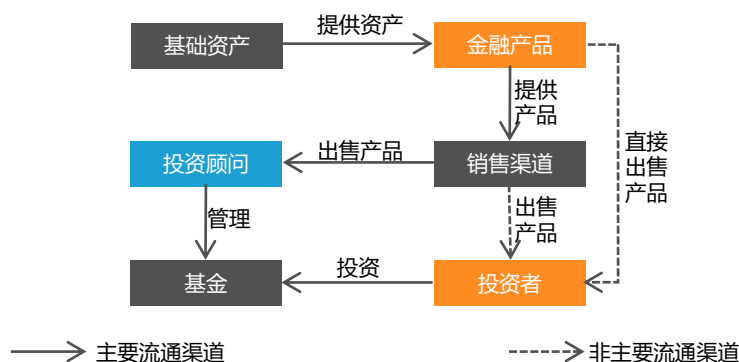 提供资产
基础资产
金融产品
提供
产品
直接
出售
产品
出售产品
投资顾问
销售渠道
管理
出售
产品
投资
基金
投资者
主要流通渠道
非主要流通渠道